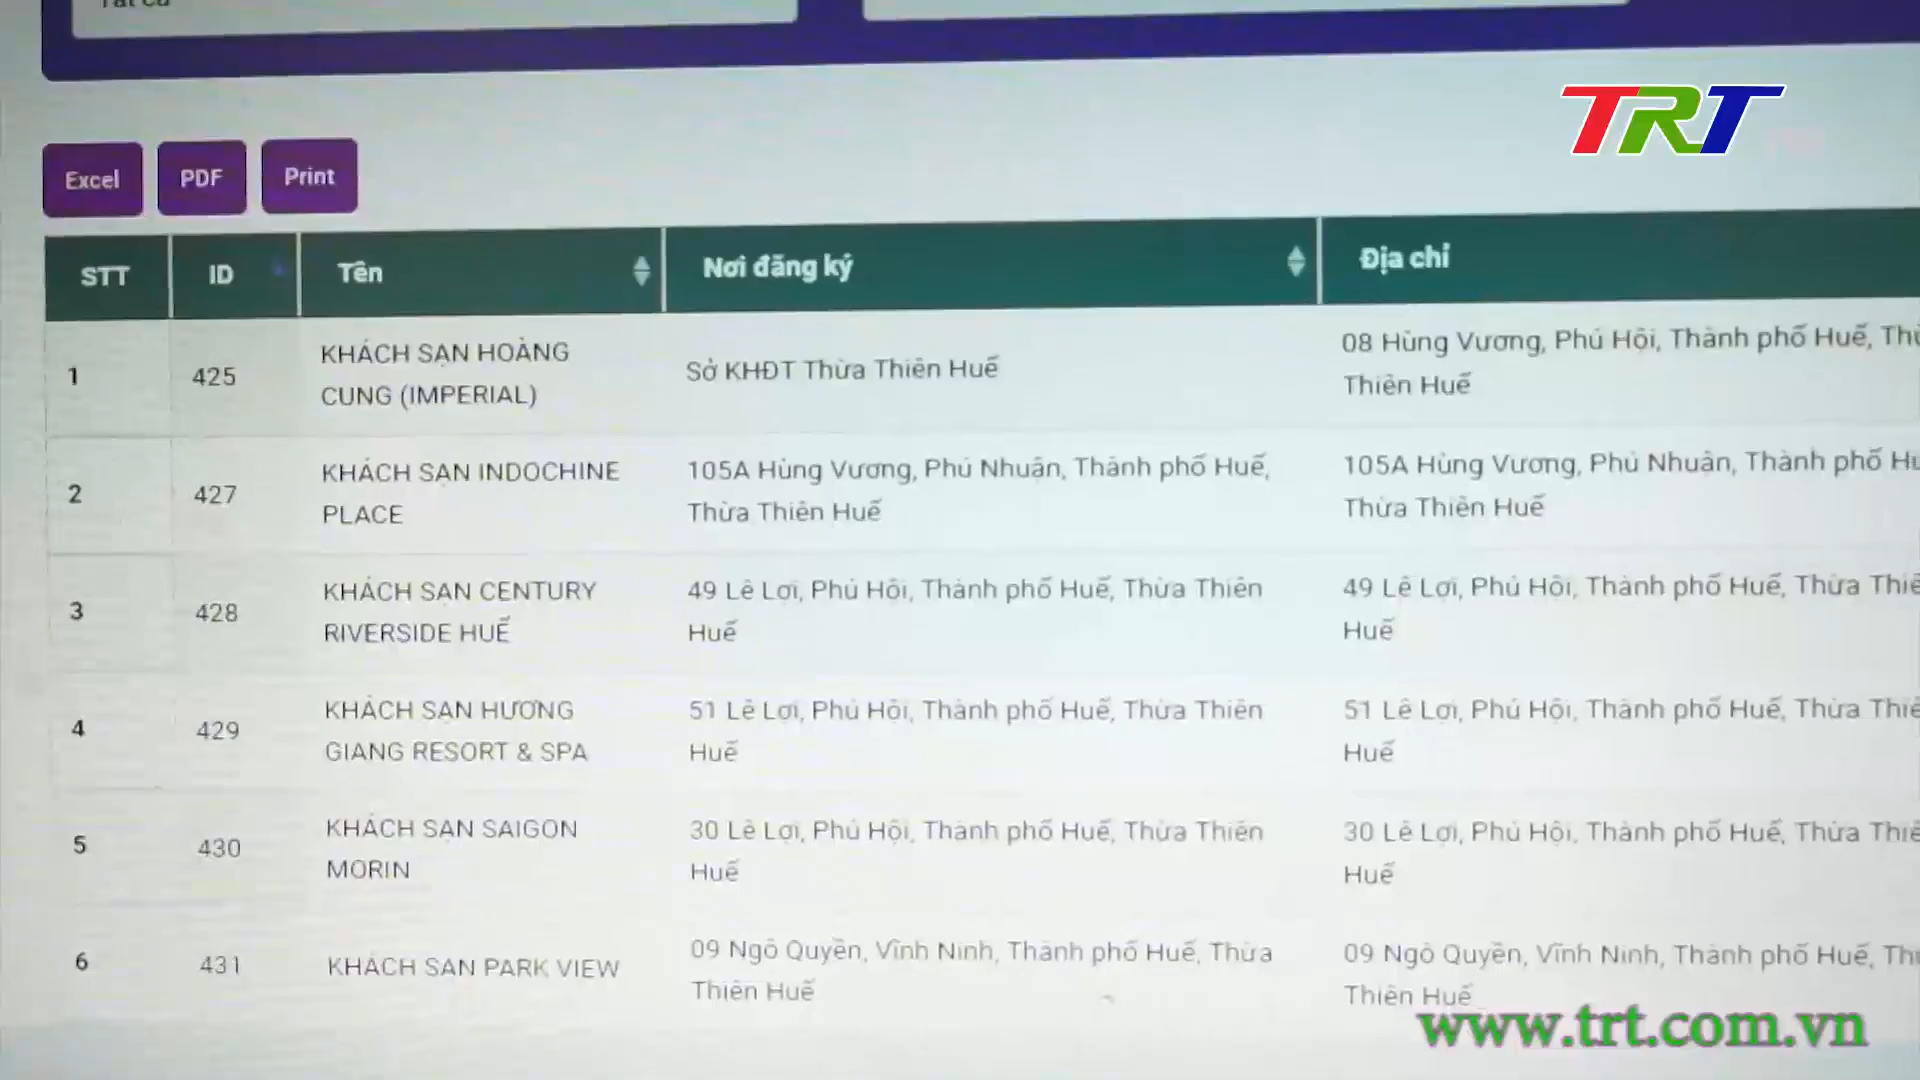 Tất cả
TRT
Excel
PDF
Print
STT
ID
Tên
Nơi đăng ký
Địa chỉ
1
425
KHÁCH SẠN HOÀNG
CUNG (IMPERIAL)
Sở KHĐT Thừa Thiên Huế
08 Hùng Vương, Phú Hội, Thành phố Huế,
Thiên Huế
2
427
KHÁCH SẠN INDOCHINE
PLACE
105A Hùng Vương, Phú Nhuận, Thành phố Huế,
Thừa Thiên Huế
105A Hùng Vương, Phú Nhuận, Thành phố
Thừa Thiên Huế
3
428
KHÁCH SẠN CENTURY
RIVERSIDE HUẾ
49 Lê Lợi, Phú Hội, Thành phố Huế, Thừa Thiên
Huế
49 Lê Lợi, Phú Hội, Thành phố Huế, Thừa
Huế
4
429
KHÁCH SẠN HƯƠNG
GIANG RESORT & SPA
51 Lê Lợi, Phú Hội, Thành phố Huế, Thừa Thiên
Huế
51 Lê Lợi, Phú Hội, Thành phố Huế, Thừa
Huế
5
430
KHÁCH SẠN SAIGON
MORIN
30 Lê Lợi, Phú Hội, Thành phố Huế, Thừa Thiên
Huế
30 Lê Lợi, Phú Hội, Thành phố Huế, Thừa
Huế
6
431
KHÁCH SẠN PARK VIEW
09 Ngô Quyền, Vĩnh Ninh, Thành phố Huế, Thừa
Thiên Huế
09 Ngô Quyền, Vĩnh Ninh, Thành phố Huế,
Thiên Huế
www.trt.com.vn